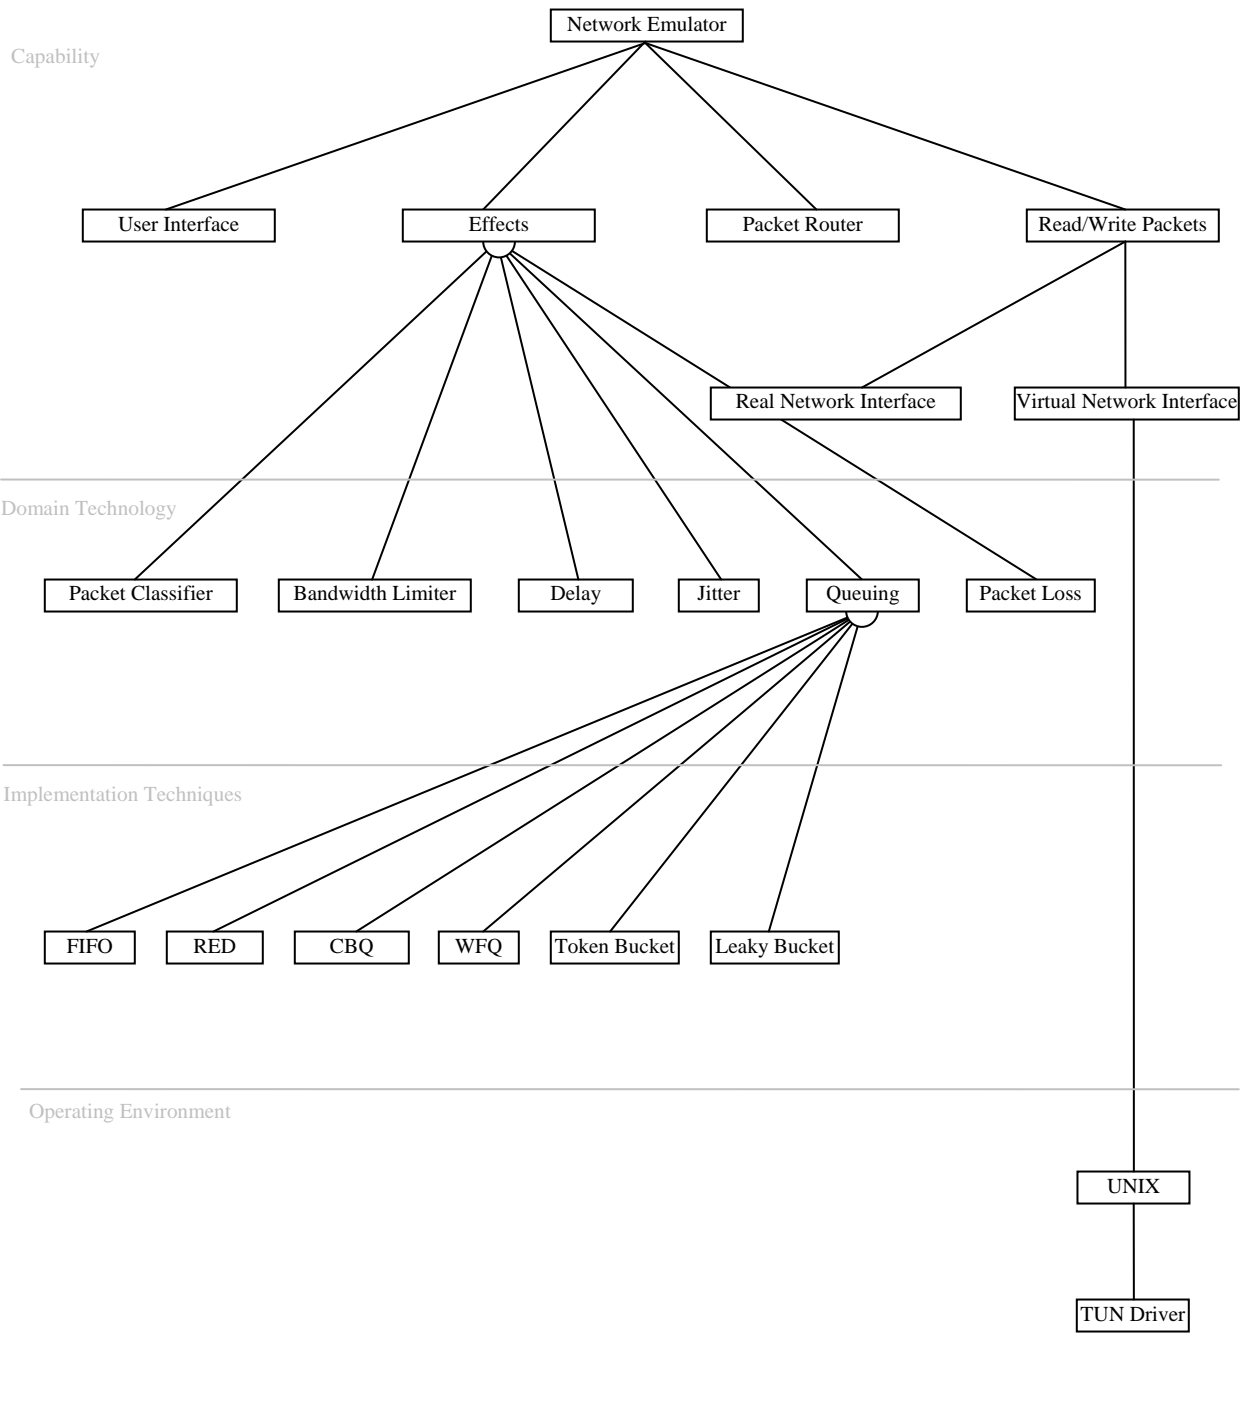 Network Emulator
Capability
User Interface
Effects
Packet Router
Read/Write Packets
Real Network Interface
Virtual Network Interface
Domain Technology
Packet Classifier
Bandwidth Limiter
Delay
Jitter
Queuing
Packet Loss
Implementation Techniques
FIFO
RED
CBQ
WFQ
Token Bucket
Leaky Bucket
Operating Environment
UNIX
TUN Driver